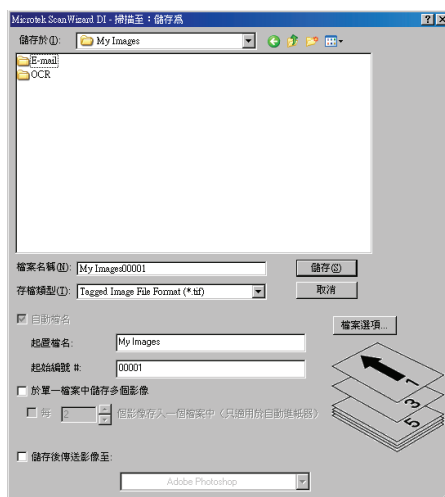 Microtek ScanWizard DI - 掃描至：儲存為
儲存於(I): My Images
E-mail
OCR
檔案名稱(N): My Images00001 儲存(S)
存檔類型(T): Tagged Image File Format (*.tif) 取消
自動檔名 檔案選項...
起匿檔名: My Images
起始編號 #: 00001
於單一檔案中儲存多個影像
每 2 個影像存入一個檔案中（只適用於自動進紙器）
儲存後傳送影像至:
Adobe Photoshop
1
3
5